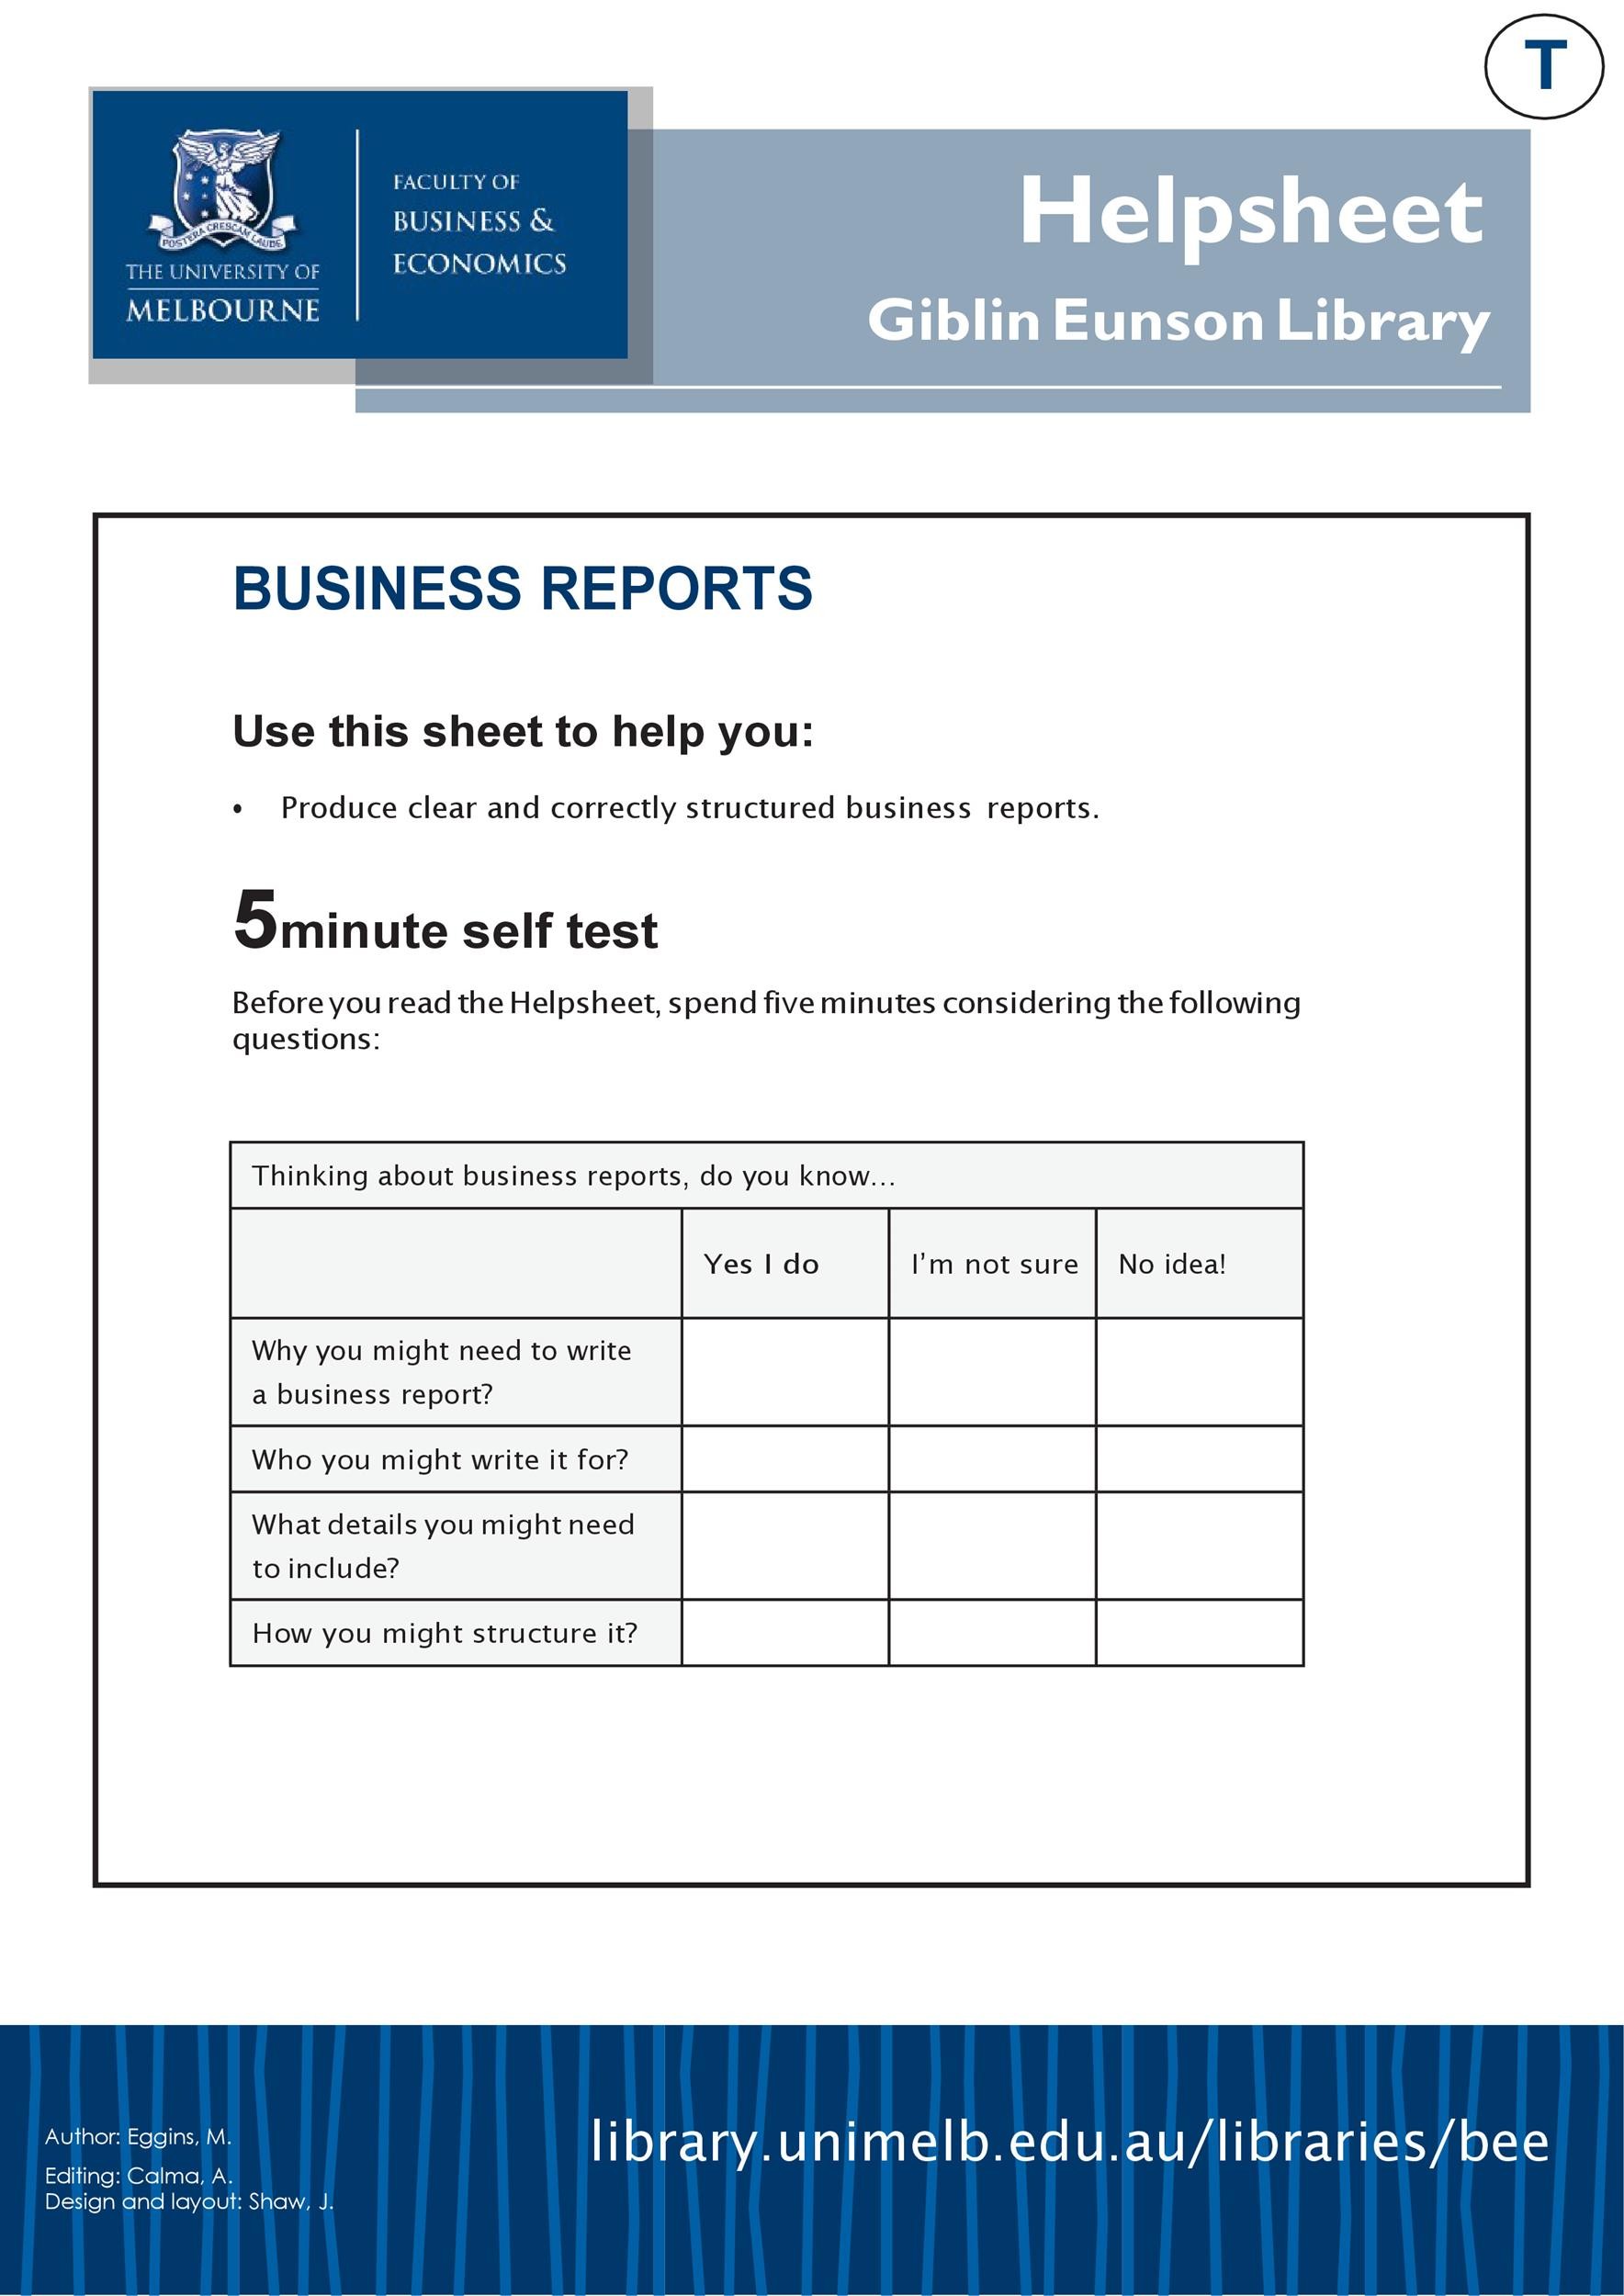 T
POSTERA CRESCAM LAUDE
THE UNIVERSITY OF
MELBOURNE
FACULTY OF
BUSINESS &
ECONOMICS
Helpsheet
Giblin Eunson Library
BUSINESS REPORTS
Use this sheet to help you:
• Produce clear and correctly structured business reports.
5 minute self test
Before you read the Helpsheet, spend five minutes considering the following
questions:
Thinking about business reports, do you know...
Yes I do I'm not sure No idea!
Why you might need to write
a business report?
Who you might write it for?
What details you might need
to include?
How you might structure it?
Author: Eggins, M.
Editing: Calma, A.
Design and layout: Shaw, J.
library.unimelb.edu.au/libraries/bee